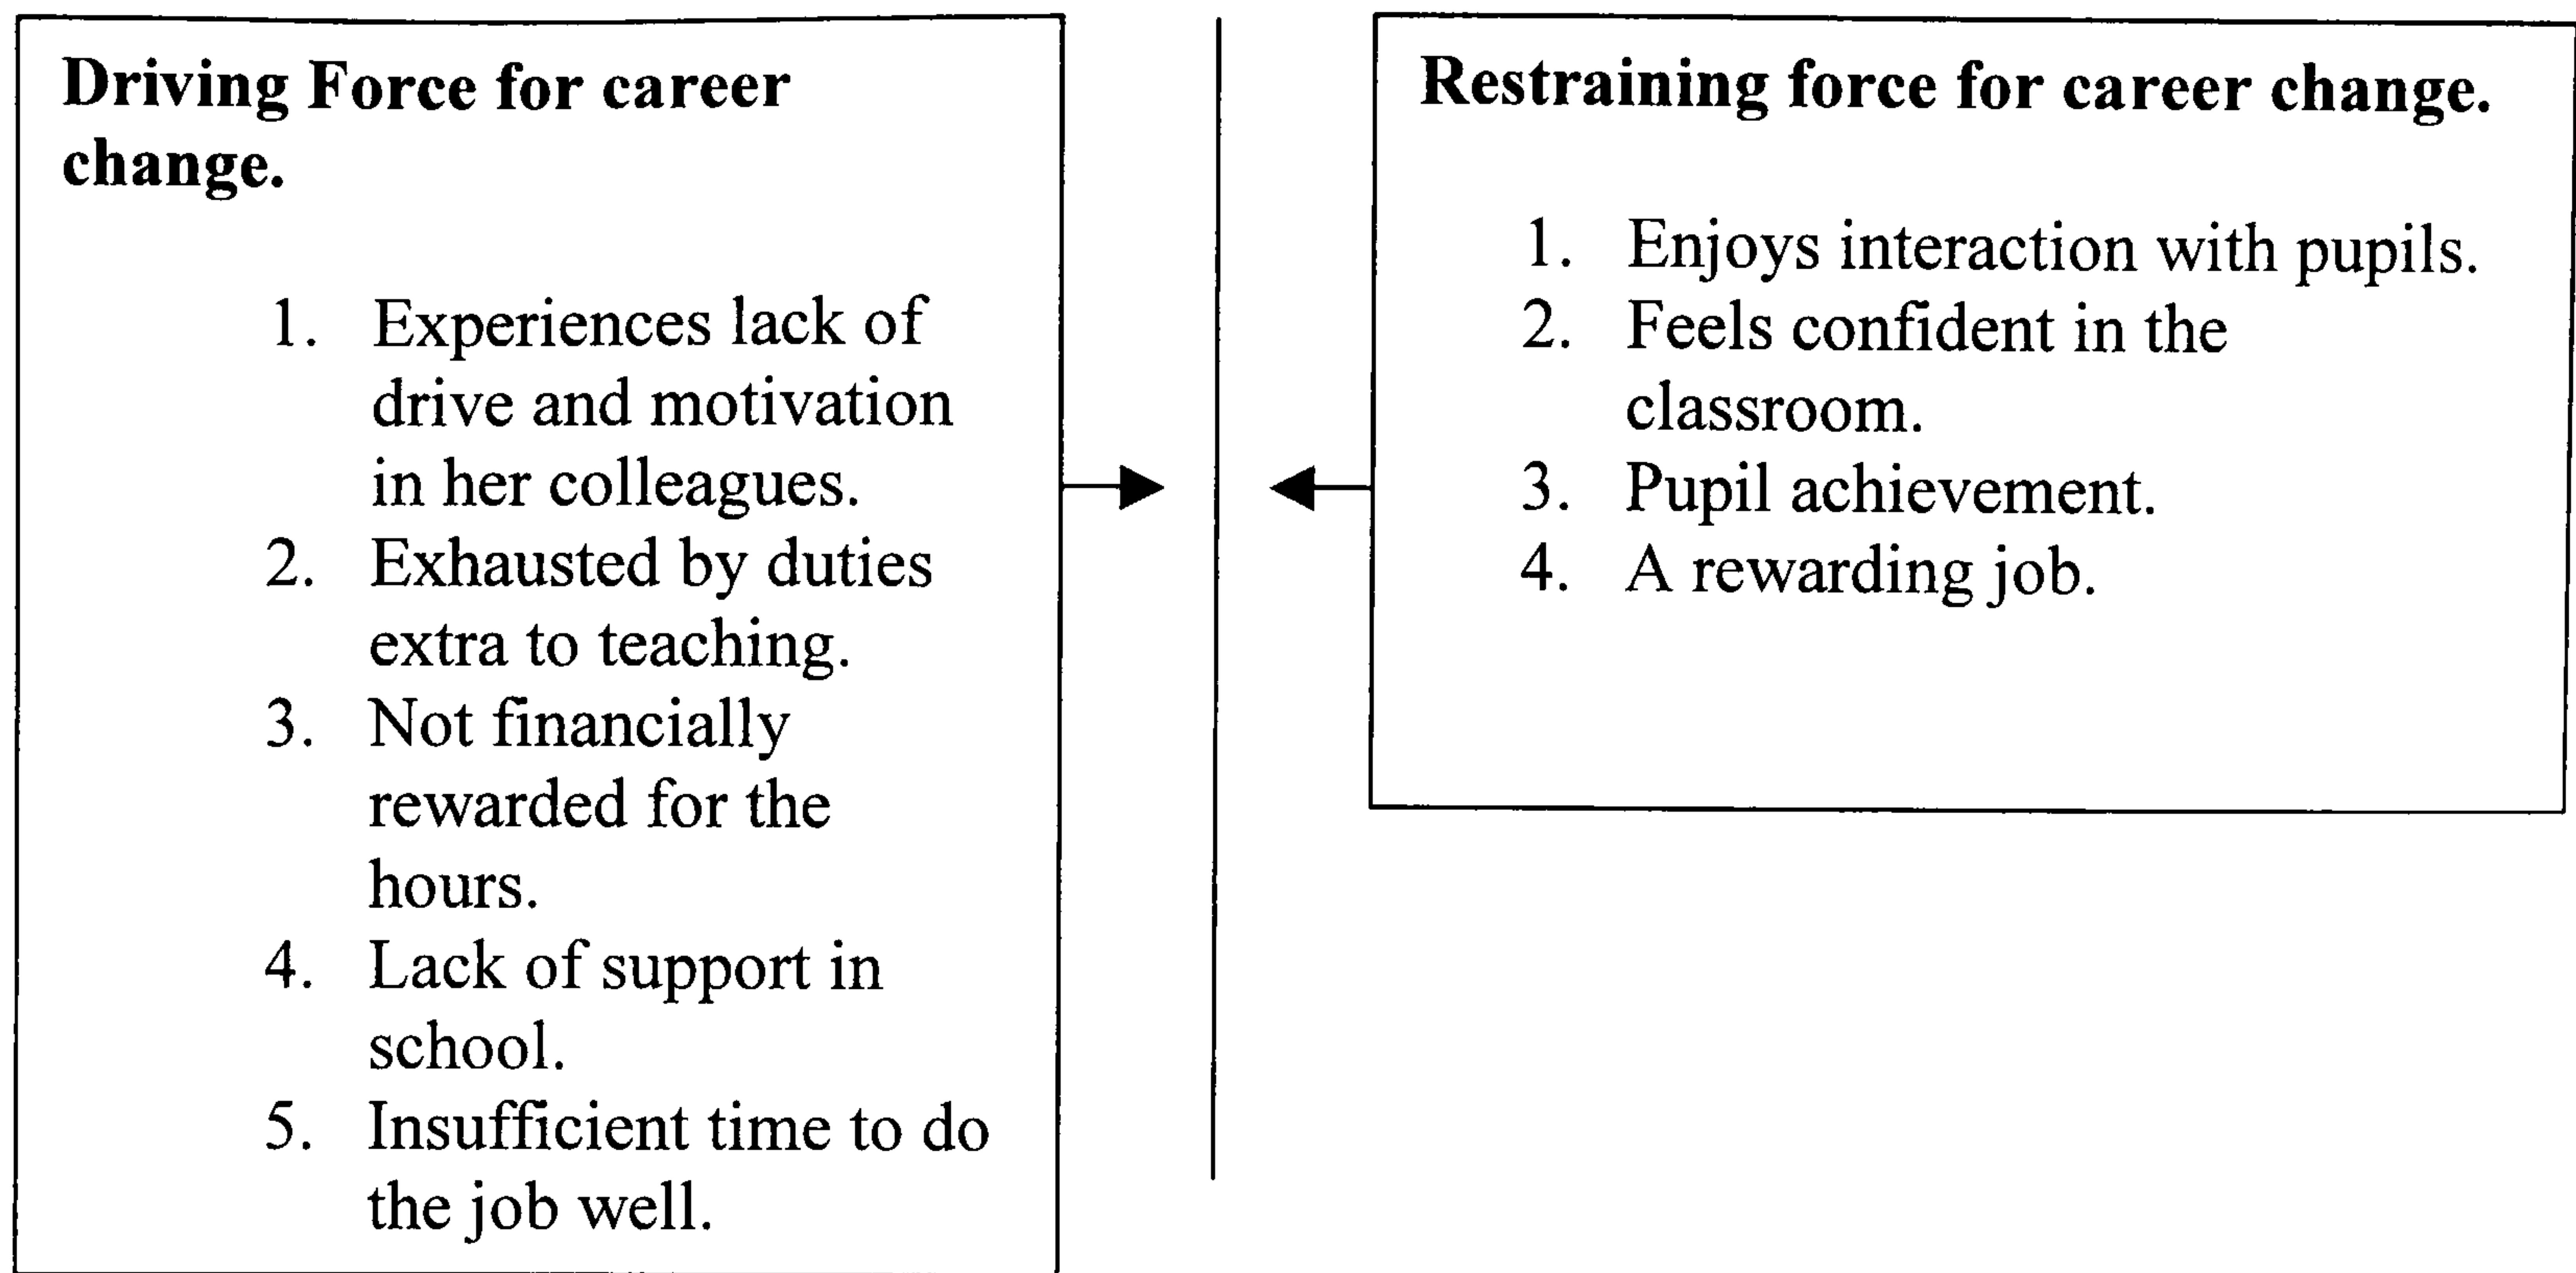 Driving Force for career
change.
1. Experiences lack of
drive and motivation
in her colleagues.
2. Exhausted by duties
extra to teaching.
3. Not financially
rewarded for the
hours.
4. Lack of support in
school.
5. Insufficient time to do
the job well.
Restraining force for career change.
1. Enjoys interaction with pupils.
2. Feels confident in the
classroom.
3. Pupil achievement.
4. A rewarding job.